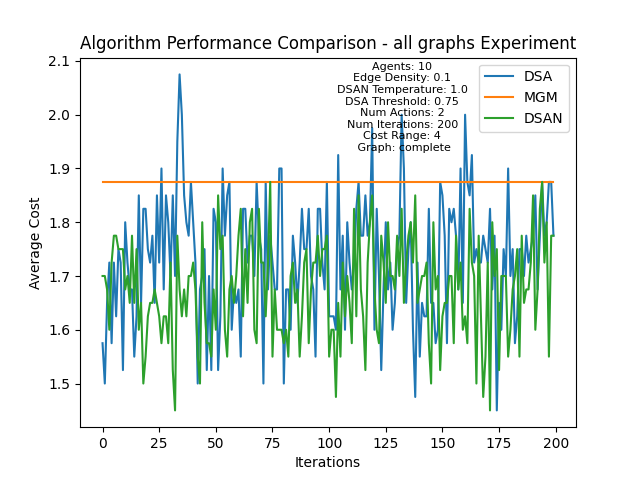 Algorithm Performance Comparison - all graphs Experiment
Agents: 10
Edge Density: 0.1
DSAN Temperature: 1.0
DSA Threshold: 0.75
Num Actions: 2
Num Iterations: 200
Cost Range: 4
Graph: complete
DSA
MGM
DSAN
2.1
2.0
1.9
1.8
1.7
1.6
1.5
Average Cost
0 25 50 75 100 125 150 175 200
Iterations